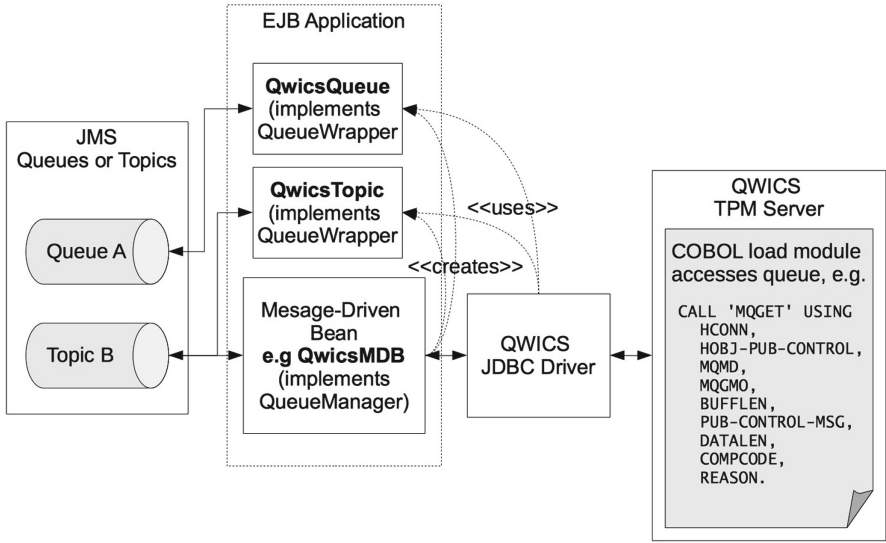 EJB Application
JMS
Queues or Topics
Queue A
Topic B
QwicsQueue
(implements
QueueWrapper
QwicsTopic
(implements
QueueWrapper
Message-Driven
Bean
e.g QwicsMDB
(implements
QueueManager)
<<uses>>
<<creates>>
QWICS
JDBC Driver
QWICS
TPM Server
COBOL load module
accesses queue, e.g.
CALL 'MQGET' USING
HCONN,
HOBJ-PUB-CONTROL,
MQMD,
MQGMO,
BUFFLEN,
PUB-CONTROL-MSG,
DATALEN,
COMPCODE,
REASON.